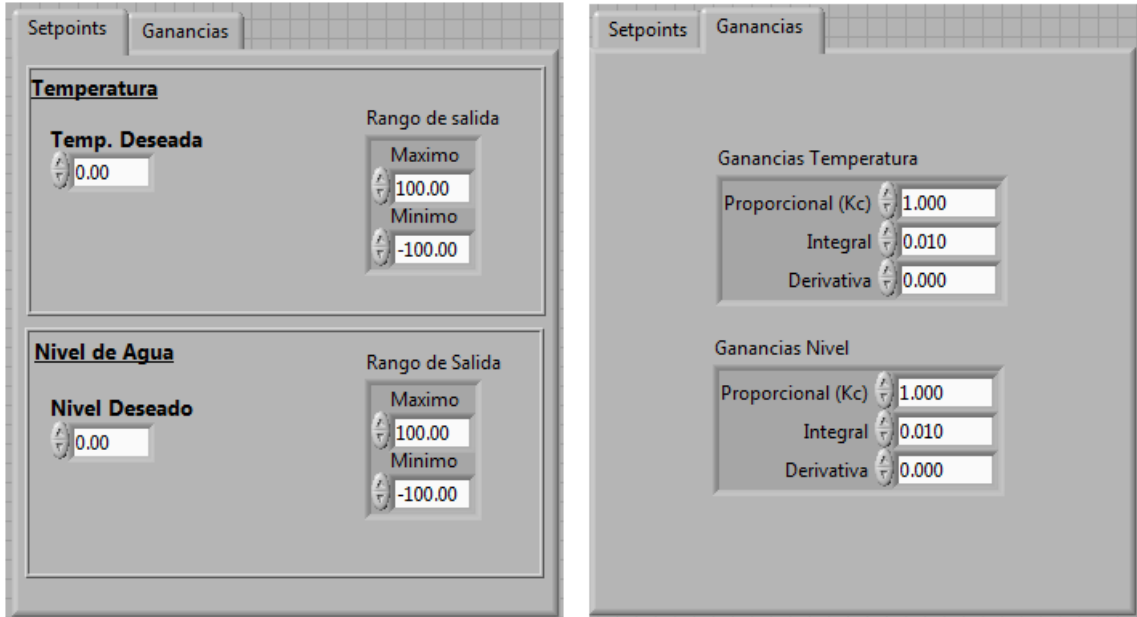 Setpoints
Ganancias
Temperatura
Temp. Deseada
0.00
Rango de salida
Maximo
100.00
Minimo
-100.00
Nivel de Agua
Nivel Deseado
0.00
Rango de Salida
Maximo
100.00
Minimo
-100.00
Setpoints
Ganancias
Ganancias Temperatura
Proporcional (Kc) 1.000
Integral 0.010
Derivativa 0.000
Ganancias Nivel
Proporcional (Kc) 1.000
Integral 0.010
Derivativa 0.000